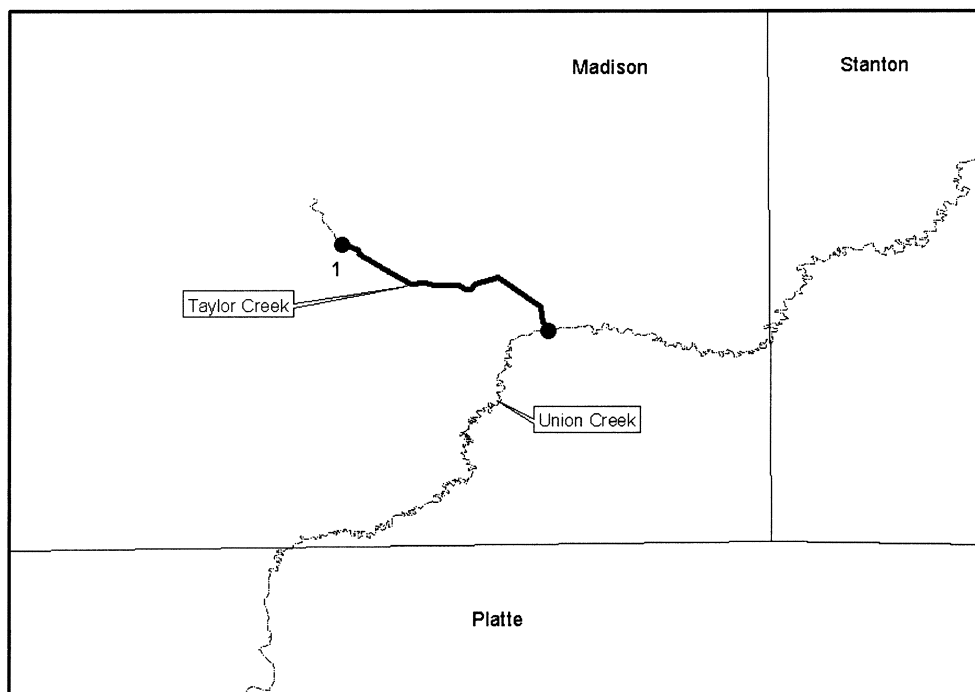 Madison
Stanton
1
Taylor Creek
Union Creek
Platte